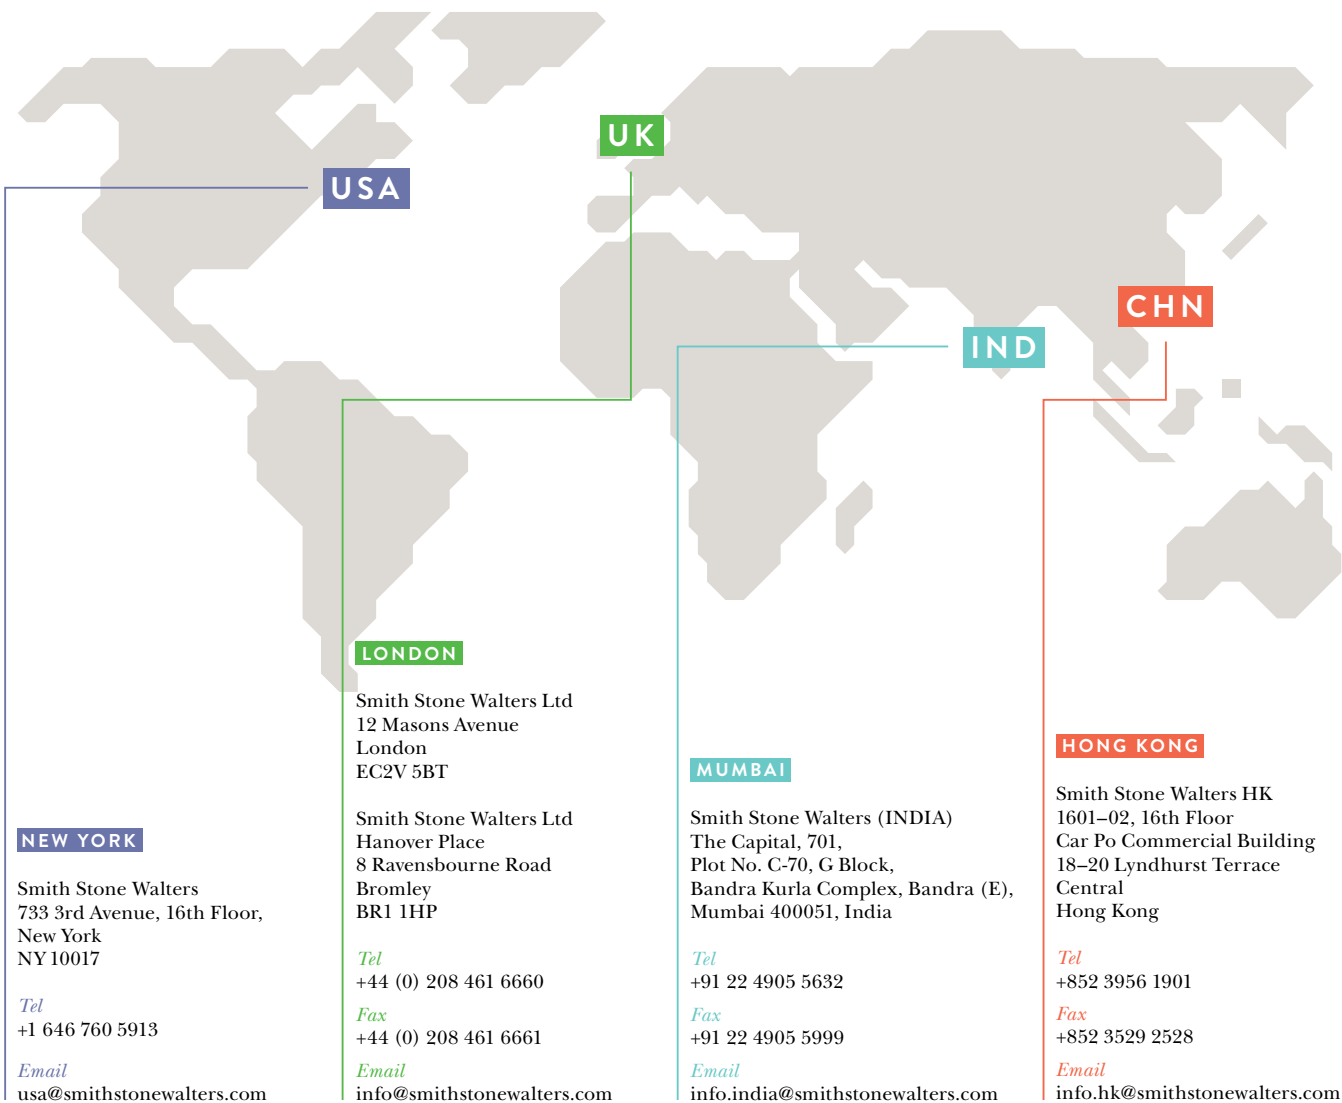 UK
USA
CHN
IND
NEW YORK
Smith Stone Walters
733 3rd Avenue, 16th Floor,
New York
NY 10017
Tel
+1 646 760 5913
Email
usa@smithstonewalters.com
LONDON
Smith Stone Walters Ltd
12 Masons Avenue
London
EC2V 5BT
Smith Stone Walters Ltd
Hanover Place
8 Ravensbourne Road
Bromley
BR1 1HP
Tel
+44 (0) 208 461 6660
Fax
+44 (0) 208 461 6661
Email
info@smithstonewalters.com
MUMBAI
Smith Stone Walters (INDIA)
The Capital, 701,
Plot No. C-70, G Block,
Bandra Kurla Complex, Bandra (E),
Mumbai 400051, India
Tel
+91 22 4905 5632
Fax
+91 22 4905 5999
Email
info.india@smithstonewalters.com
HONG KONG
Smith Stone Walters HK
1601–02, 16th Floor
Car Po Commercial Building
18–20 Lyndhurst Terrace
Central
Hong Kong
Tel
+852 3956 1901
Fax
+852 3529 2528
Email
info.hk@smithstonewalters.com